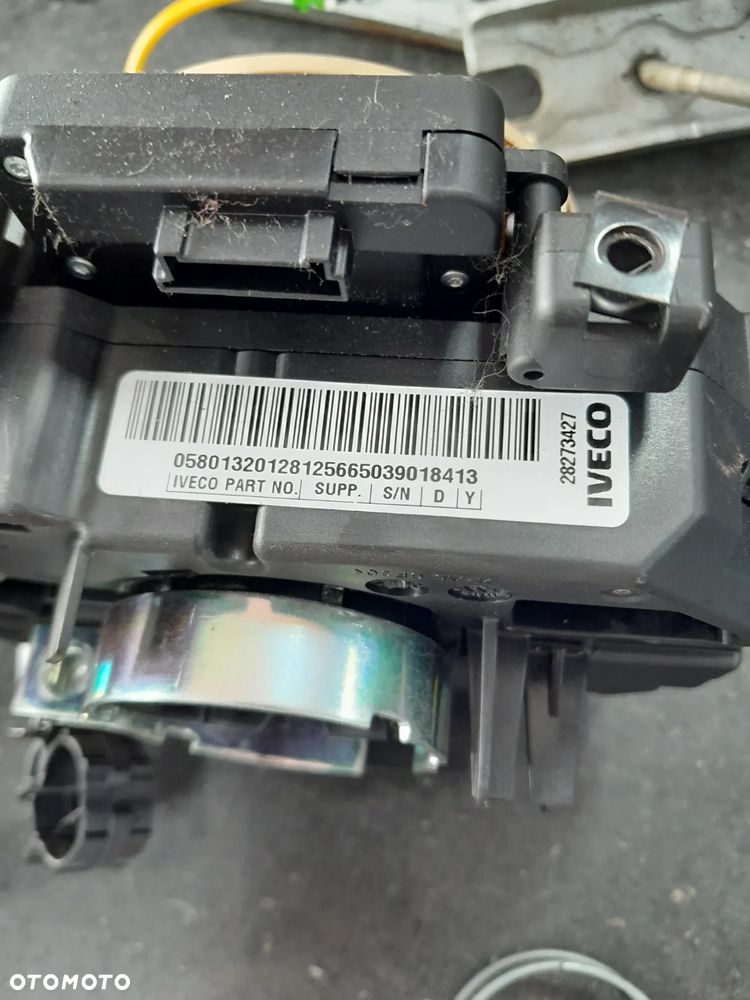 05801320128125665039018413
IVECO PART NO. SUPP. S/N D Y
28273427
IVECO
OTOMOTO